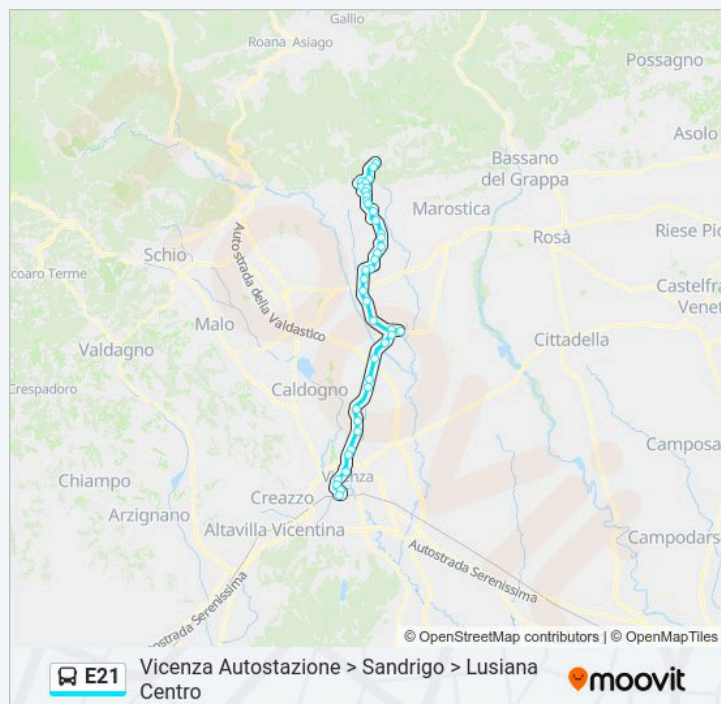 Gallio
Roana Asiago
Possagno
Asolo
Bassano
del Grappa
Marostica
Rosà
Riese Pic
Schio
coaro Terme
Autostrada della Valdastico
Castelfra
Venet
Malo
Cittadella
Valdagno
Caldogno
Crespadoro
Camposa
Vicenza
Chiampo
Creazzo
Arzignano
Altavilla Vicentina
Campodars
Autostrada Serenissima
ostrada Serenissima
© OpenStreetMap contributors | © OpenMapTiles
E21
Vicenza Autostazione > Sandrigo > Lusiana
Centro
moovit